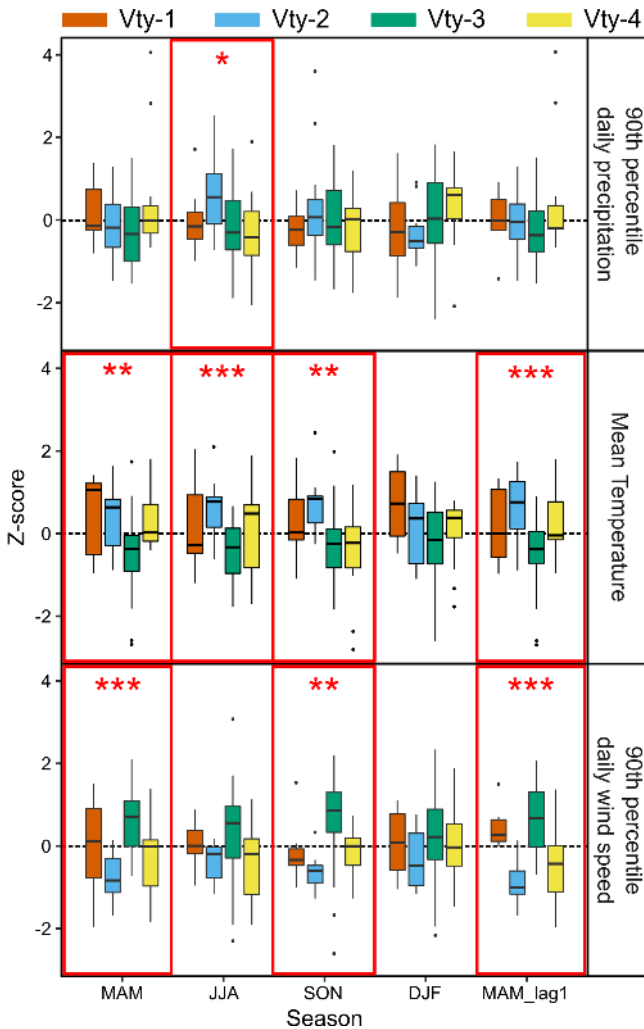 Vty-1 Vty-2 Vty-3 Vty-4
4
2
0
-2
*
90th percentile
daily precipitation
4
2
0
-2
** *** ** ***
Mean Temperature
4
2
0
-2
*** ** ***
90th percentile
daily wind speed
Z-score
MAM JJA SON DJF MAM_lag1
Season